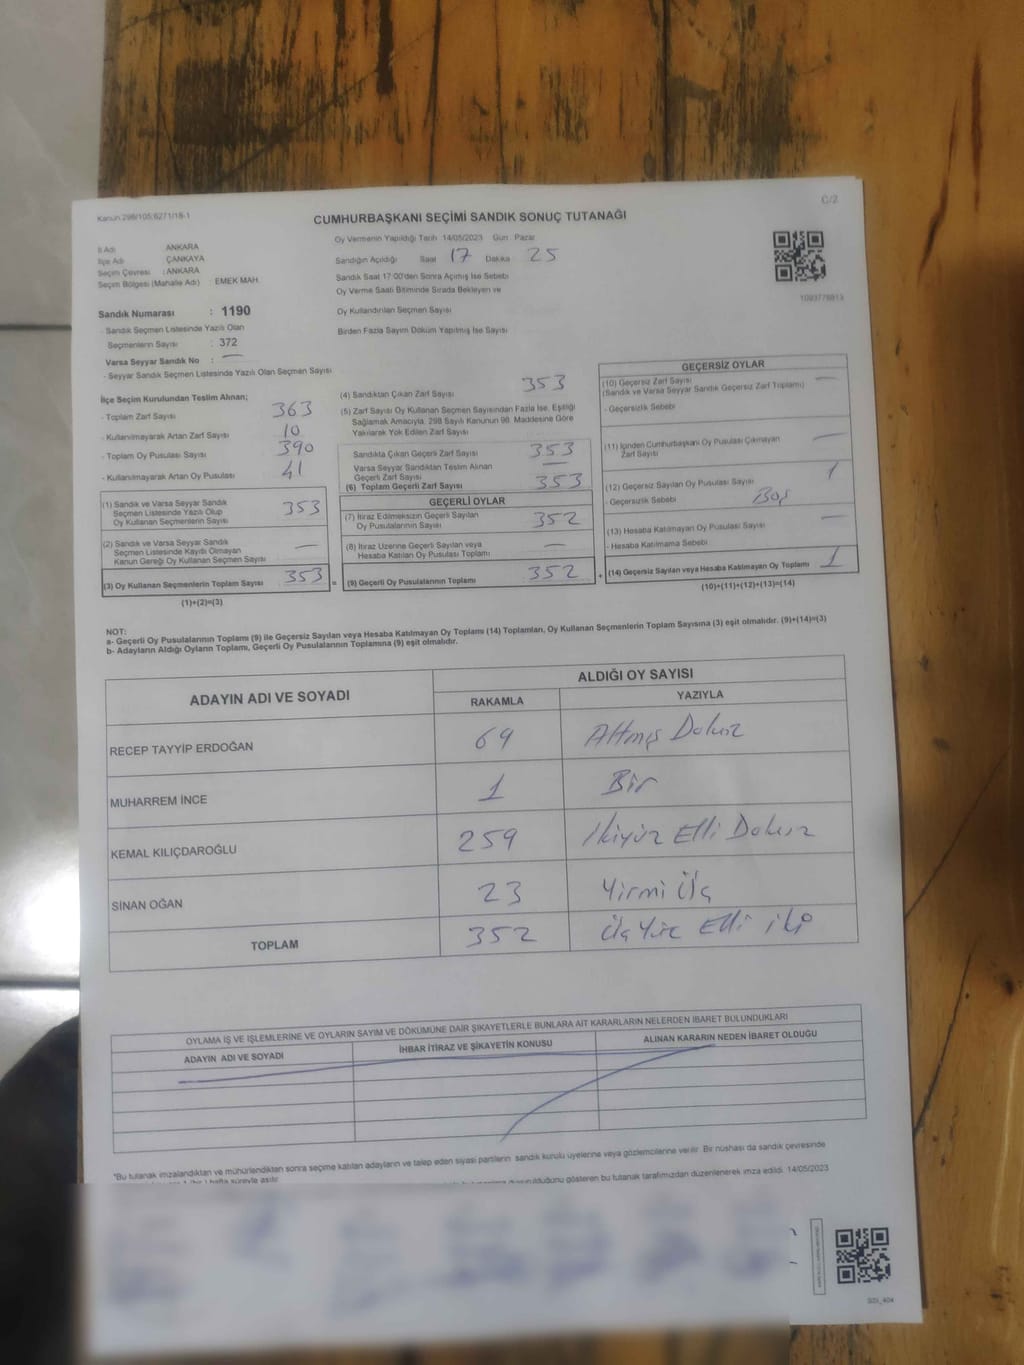 Kanun 298/105;6271/18-1
C/2
CUMHURBAŞKANI SEÇİMİ SANDIK SONUÇ TUTANAĞI
İl Adı ANKARA
İlçe Adı ÇANKAYA
Seçim Çevresi : ANKARA
Seçim Bölgesi (Mahalle Adı) EMEK MAH.
Oy Vermenin Yapıldığı Tarih 14/05/2023 Gün Pazar
Sandığın Açıldığı Saat 17 Dakika 25
Sandık Saat 17:00'den Sonra Açılmış İse Sebebi
Oy Verme Saati Bitiminde Sırada Bekleyen ve
Oy Kullandırılan Seçmen Sayısı
Birden Fazla Sayım Döküm Yapılmış İse Sayısı
1093778813
Sandık Numarası : 1190
- Sandık Seçmen Listesinde Yazılı Olan
Seçmenlerin Sayısı : 372
Varsa Seyyar Sandık No : —
- Seyyar Sandık Seçmen Listesinde Yazılı Olan Seçmen Sayısı
İlçe Seçim Kurulundan Teslim Alınan;
- Toplam Zarf Sayısı 363
- Kullanılmayarak Artan Zarf Sayısı 10
- Toplam Oy Pusulası Sayısı 390
- Kullanılmayarak Artan Oy Pusulası 41
(1) Sandık ve Varsa Seyyar Sandık
Seçmen Listesinde Yazılı Olup
Oy Kullanan Seçmenlerin Sayısı 353
(2) Sandık ve Varsa Seyyar Sandık
Seçmen Listesinde Kayıtlı Olmayan
Kanun Gereği Oy Kullanan Seçmen Sayısı —
(3) Oy Kullanan Seçmenlerin Toplam Sayısı 353 =
(1)+(2)=(3)
(4) Sandıktan Çıkan Zarf Sayısı 353
(5) Zarf Sayısı Oy Kullanan Seçmen Sayısından Fazla İse, Eşitliği
Sağlamak Amacıyla, 298 Sayılı Kanunun 98. Maddesine Göre
Yakılarak Yok Edilen Zarf Sayısı
Sandıkta Çıkan Geçerli Zarf Sayısı 353
Varsa Seyyar Sandıktan Teslim Alınan
Geçerli Zarf Sayısı —
(6) Toplam Geçerli Zarf Sayısı 353
GEÇERLİ OYLAR
(7) İtiraz Edilmeksizin Geçerli Sayılan
Oy Pusulalarının Sayısı 352
(8) İtiraz Üzerine Geçerli Sayılan veya
Hesaba Katılan Oy Pusulası Toplamı —
(9) Geçerli Oy Pusulalarının Toplamı 352 +
GEÇERSİZ OYLAR
(10) Geçersiz Zarf Sayısı —
(Sandık ve Varsa Seyyar Sandık Geçersiz Zarf Toplamı)
- Geçersizlik Sebebi
(11) İçinden Cumhurbaşkanı Oy Pusulası Çıkmayan —
Zarf Sayısı
(12) Geçersiz Sayılan Oy Pusulası Sayısı 1
- Geçersizlik Sebebi Boş
(13) Hesaba Katılmayan Oy Pusulası Sayısı —
- Hesaba Katılmama Sebebi
(14) Geçersiz Sayılan veya Hesaba Katılmayan Oy Toplamı 1
(10)+(11)+(12)+(13)=(14)
NOT:
a- Geçerli Oy Pusulalarının Toplamı (9) ile Geçersiz Sayılan veya Hesaba Katılmayan Oy Toplamı (14) Toplamları, Oy Kullanan Seçmenlerin Toplam Sayısına (3) eşit olmalıdır. (9)+(14)=(3)
b- Adayların Aldığı Oyların Toplamı, Geçerli Oy Pusulalarının Toplamına (9) eşit olmalıdır.
ADAYIN ADI VE SOYADI ALDIĞI OY SAYISI
RAKAMLA YAZIYLA
RECEP TAYYİP ERDOĞAN 69 Altmış Dokuz
MUHARREM İNCE 1 Bir
KEMAL KILIÇDAROĞLU 259 İkiyüz Elli Dokuz
SİNAN OĞAN 23 Yirmi Üç
TOPLAM 352 Üç Yüz Elli iki
OYLAMA İŞ VE İŞLEMLERİNE VE OYLARIN SAYIM VE DÖKÜMÜNE DAİR ŞİKAYETLERLE BUNLARA AİT KARARLARIN NELERDEN İBARET BULUNDUKLARI
ADAYIN ADI VE SOYADI İHBAR İTİRAZ VE ŞİKAYETİN KONUSU ALINAN KARARIN NEDEN İBARET OLDUĞU
*Bu tutanak imzalandıktan ve mühürlendikten sonra seçime katılan adayların ve talep eden siyasi partilerin sandık kurulu üyelerine veya gözlemcilerine verilir. Bir nüshası da sandık çevresinde
hafta süreyle asılır. olduğunu gösteren bu tutanak tarafımızdan düzenlenerek imza edildi. 14/05/2023